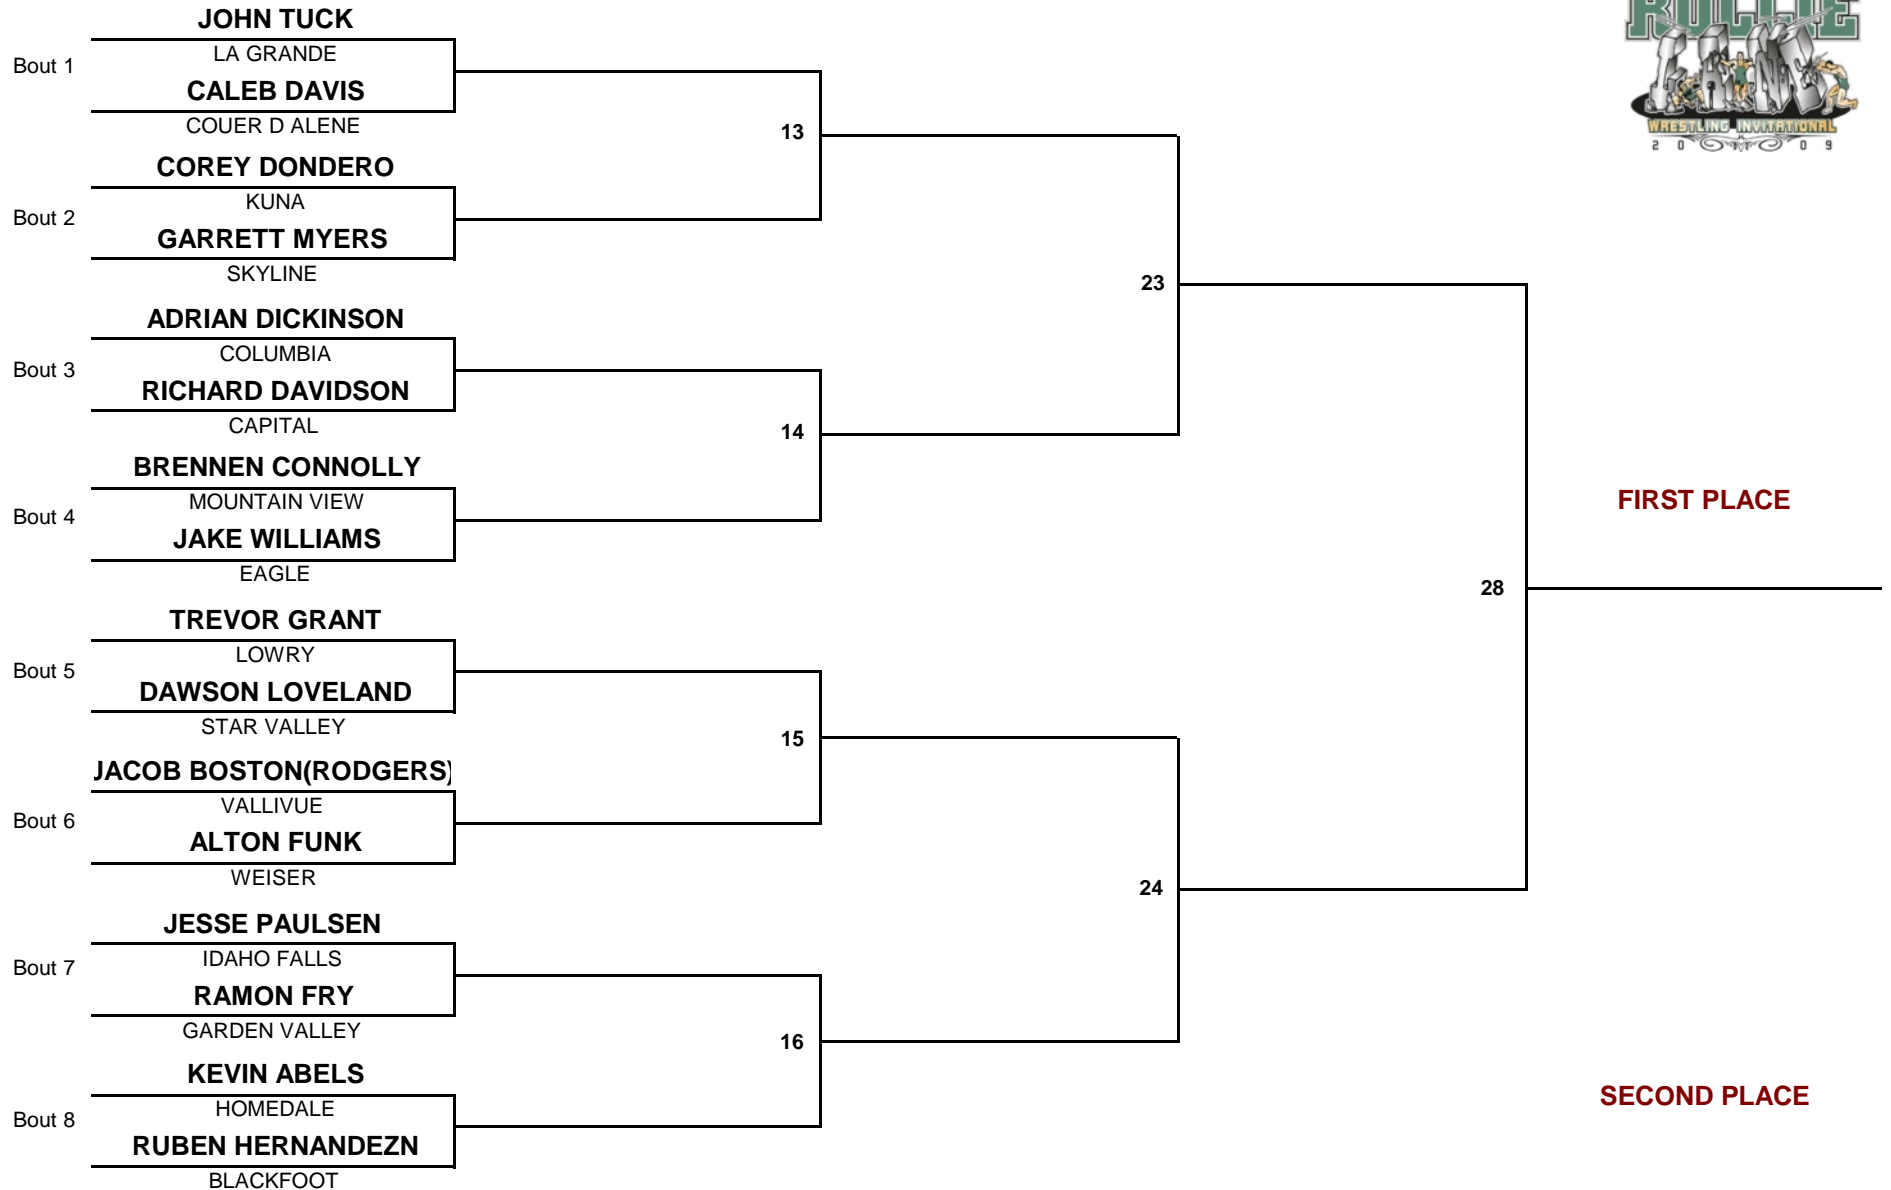 ROLLIE
LANE
WRESTLING INVITATIONAL
20 09
JOHN TUCK
Bout 1
LA GRANDE
CALEB DAVIS
COUER D ALENE
13
COREY DONDERO
Bout 2
KUNA
GARRETT MYERS
SKYLINE
23
ADRIAN DICKINSON
Bout 3
COLUMBIA
RICHARD DAVIDSON
CAPITAL
14
BRENNEN CONNOLLY
Bout 4
MOUNTAIN VIEW
JAKE WILLIAMS
EAGLE
FIRST PLACE
28
TREVOR GRANT
Bout 5
LOWRY
DAWSON LOVELAND
STAR VALLEY
15
JACOB BOSTON(RODGERS)
Bout 6
VALLIVUE
ALTON FUNK
WEISER
24
JESSE PAULSEN
Bout 7
IDAHO FALLS
RAMON FRY
GARDEN VALLEY
16
KEVIN ABELS
Bout 8
HOMEDALE
RUBEN HERNANDEZN
BLACKFOOT
SECOND PLACE